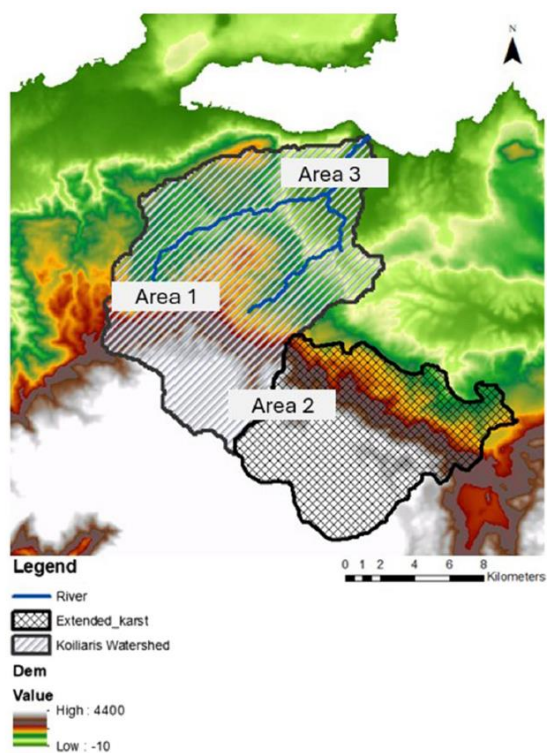 N
Area 3
Area 1
Area 2
Legend
River
Extended_karst
Koiliaris Watershed
Dem
Value
High : 4400
Low : -10
0 1 2 4 6 8
Kilometers